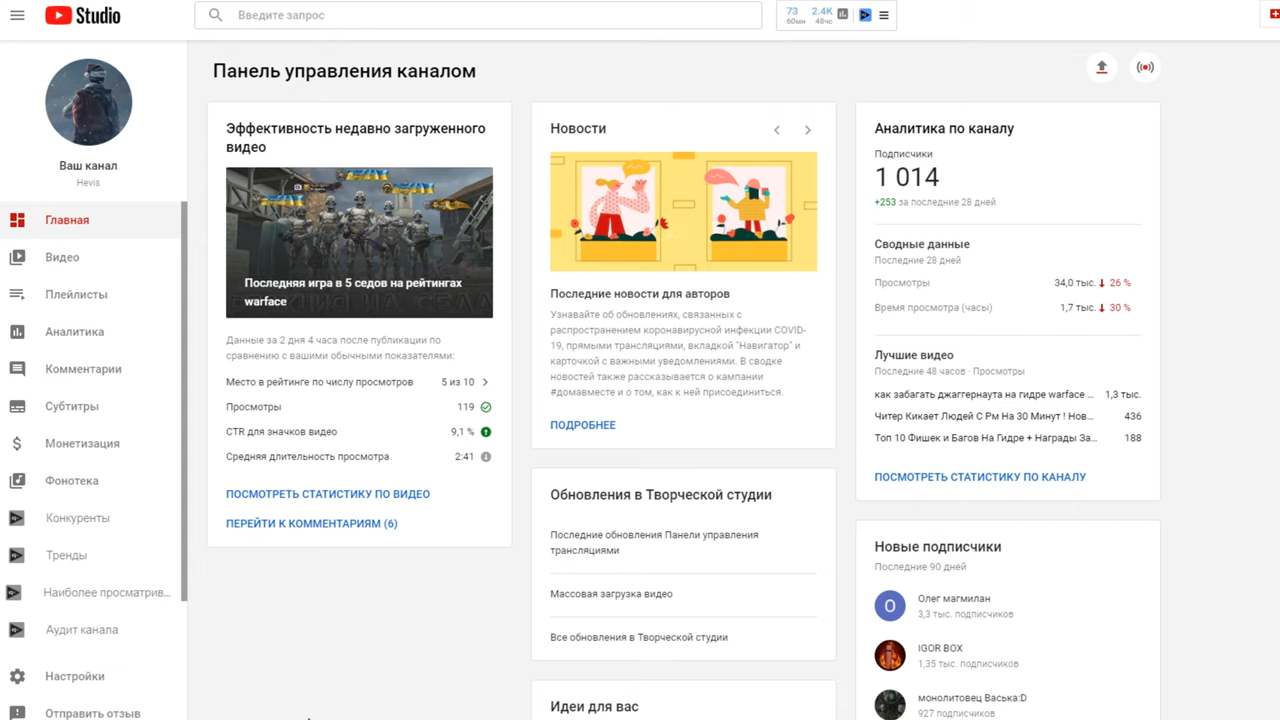 Studio
Введите запрос
73
60мн
2.4K
48чс
Ваш канал
Hevis
Главная
Видео
Плейлисты
Аналитика
Комментарии
Субтитры
Монетизация
Фонотека
Конкуренты
Тренды
Наиболее просматрив...
Аудит канала
Настройки
Отправить отзыв
Панель управления каналом
Эффективность недавно загруженного
видео
Последняя игра в 5 седов на рейтингах
warface
Данные за 2 дня 4 часа после публикации по
сравнению с вашими обычными показателями:
Место в рейтинге по числу просмотров 5 из 10
Просмотры 119
CTR для значков видео 9,1 %
Средняя длительность просмотра 2:41
ПОСМОТРЕТЬ СТАТИСТИКУ ПО ВИДЕО
ПЕРЕЙТИ К КОММЕНТАРИЯМ (6)
Новости
Последние новости для авторов
Узнавайте об обновлениях, связанных с
распространением коронавирусной инфекции COVID-
19, прямыми трансляциями, вкладкой "Навигатор" и
карточкой с важными уведомлениями. В сводке
новостей также рассказывается о кампании
#домавместе и о том, как к ней присоединиться.
ПОДРОБНЕЕ
Обновления в Творческой студии
Последние обновления Панели управления
трансляциями
Массовая загрузка видео
Все обновления в Творческой студии
Идеи для вас
Аналитика по каналу
Подписчики
1 014
+253 за последние 28 дней
Сводные данные
Последние 28 дней
Просмотры 34,0 тыс. 26 %
Время просмотра (часы) 1,7 тыс. 30 %
Лучшие видео
Последние 48 часов · Просмотры
как забагать джаггернаута на гидре warface ... 1,3 тыс.
Читер Кикает Людей С Рм На 30 Минут ! Нов... 436
Топ 10 Фишек и Багов На Гидре + Награды За... 188
ПОСМОТРЕТЬ СТАТИСТИКУ ПО КАНАЛУ
Новые подписчики
Последние 90 дней
О
Олег магмилан
3,3 тыс. подписчиков
IGOR BOX
1,35 тыс. подписчиков
монолитовец Васька:D
927 подписчиков